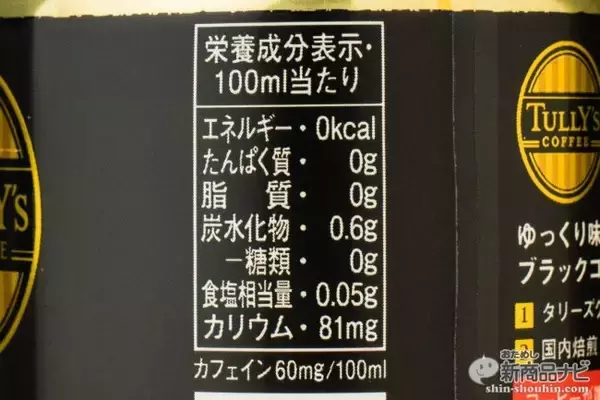 栄養成分表示・
100ml当たり
エネルギー・0kcal
たんぱく質・0g
脂質・0g
炭水化物・0.6g
－糖類・0g
食塩相当量・0.05g
カリウム・81mg
カフェイン60mg/100ml
TULLY'S
COFFEE
ゆっくり味
ブラックコ
1 タリーズ
国内焙煎
Y'S
おためし
新商品ナビ
shin-shouhin.com